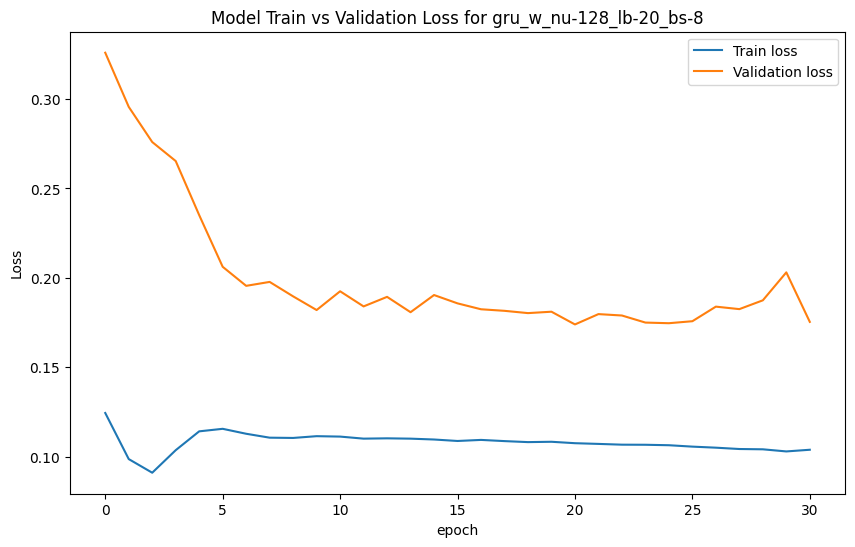 Model Train vs Validation Loss for gru_w_nu-128_lb-20_bs-8
Train loss
Validation loss
0.30
0.25
0.20
0.15
0.10
Loss
0
5
10
15
20
25
30
epoch